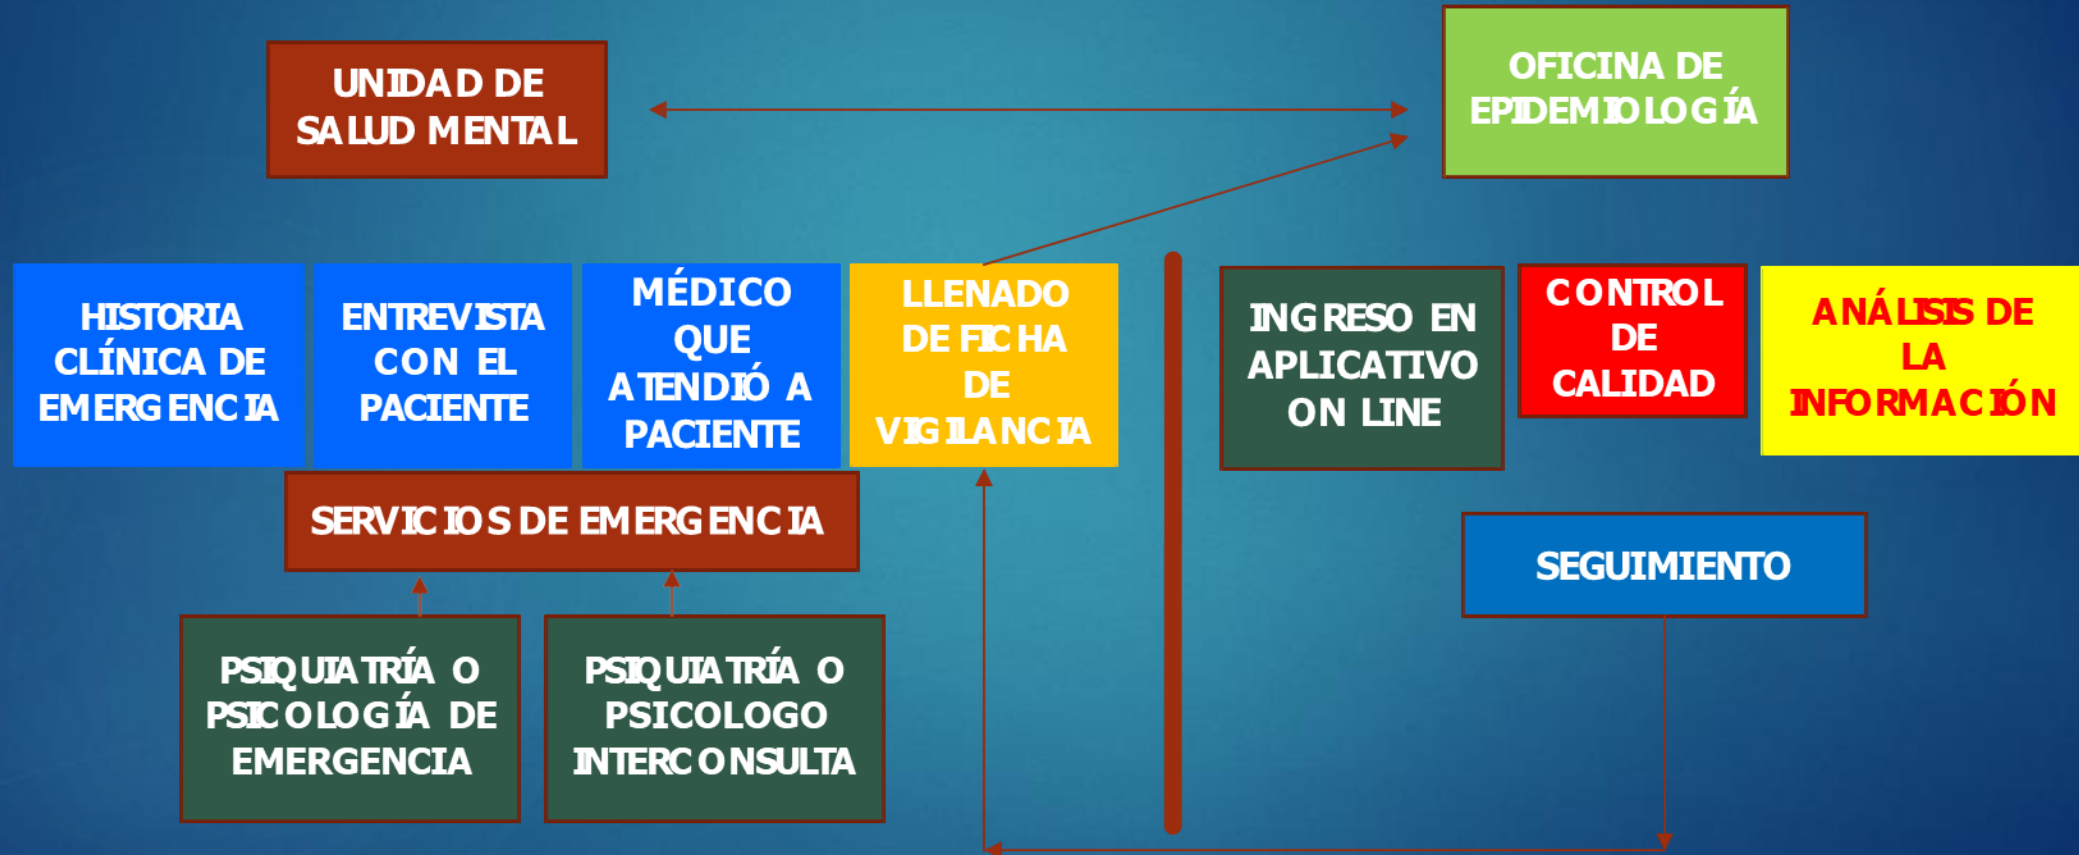 UNIDAD DE
SALUD MENTAL
OFICINA DE
EPIDEMIOLOGÍA
HISTORIA
CLÍNICA DE
EMERGENCIA
ENTREVISTA
CON EL
PACIENTE
MÉDICO
QUE
ATENDIÓ A
PACIENTE
LLENADO
DE FICHA
DE
VIGILANCIA
INGRESO EN
APLICATIVO
ON LINE
CONTROL
DE
CALIDAD
ANÁLISIS DE
LA
INFORMACIÓN
SERVICIOS DE EMERGENCIA
SEGUIMIENTO
PSIQUIATRÍA O
PSICOLOGÍA DE
EMERGENCIA
PSIQUIATRÍA O
PSICOLOGO
INTERCONSULTA